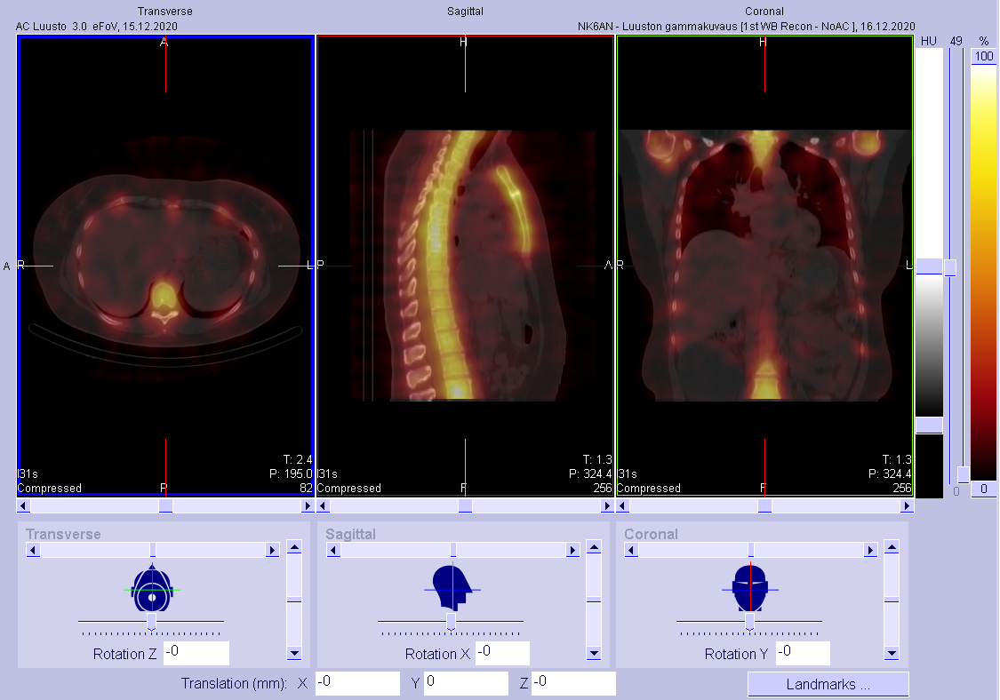 Transverse Sagittal Coronal
AC Luusto 3.0 eFoV, 15.12.2020 NK6AN - Luuston gammakuvaus [1st WB Recon - NoAC ], 16.12.2020
HU 49 %
A H H
100
A R L P A R L
T: 2.4 T: 1.3 T: 1.3
I31s P: 195.0 I31s P: 324.4 I31s P: 324.4
Compressed P 82 Compressed F 256 Compressed F 256
0 0
Transverse Sagittal Coronal
Rotation Z -0 Rotation X -0 Rotation Y -0
Translation (mm): X -0 Y 0 Z -0
Landmarks ...